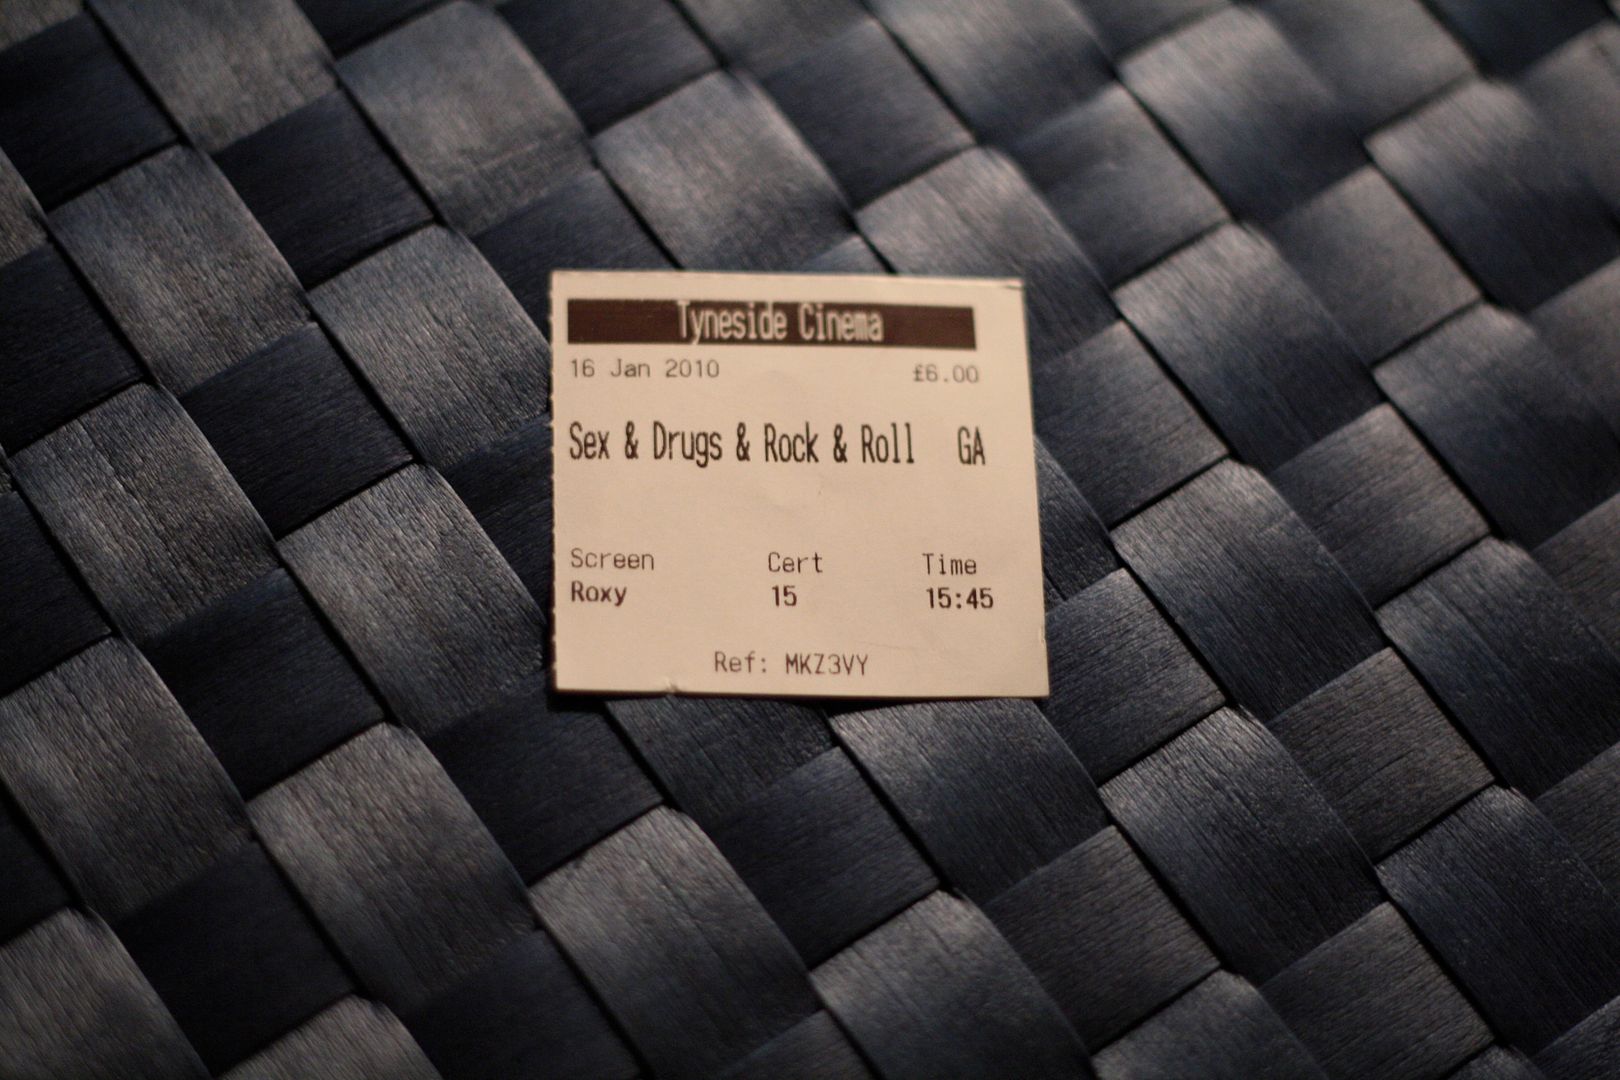 Tyneside Cinema
16 Jan 2010 £6.00
Sex & Drugs & Rock & Roll GA
Screen Cert Time
Roxy 15 15:45
Ref: MKZ3VY